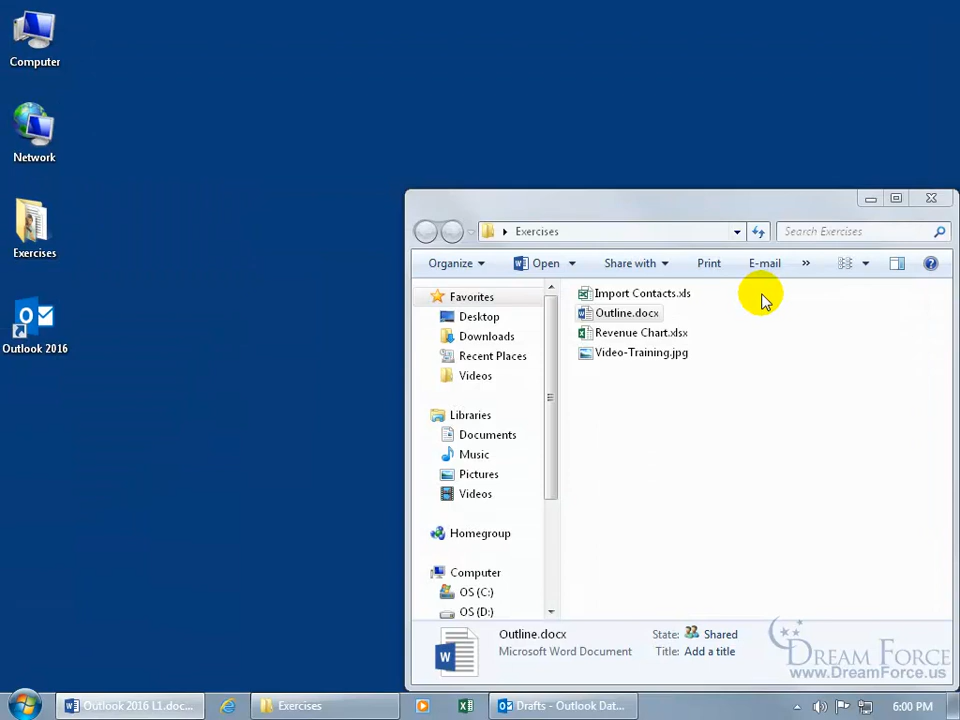 Computer
Network
Exercises
Outlook 2016
Exercises
Search Exercises
Organize Open Share with Print E-mail »
Favorites
Desktop
Downloads
Recent Places
Videos
Libraries
Documents
Music
Pictures
Videos
Homegroup
Computer
OS (C:)
OS (D:)
Import Contacts.xls
Outline.docx
Revenue Chart.xlsx
Video-Training.jpg
Outline.docx State: Shared
Microsoft Word Document Title: Add a title
DREAM FORCE
www.DreamForce.us
Outlook 2016 L1.doc... Exercises Drafts - Outlook Dat... 6:00 PM